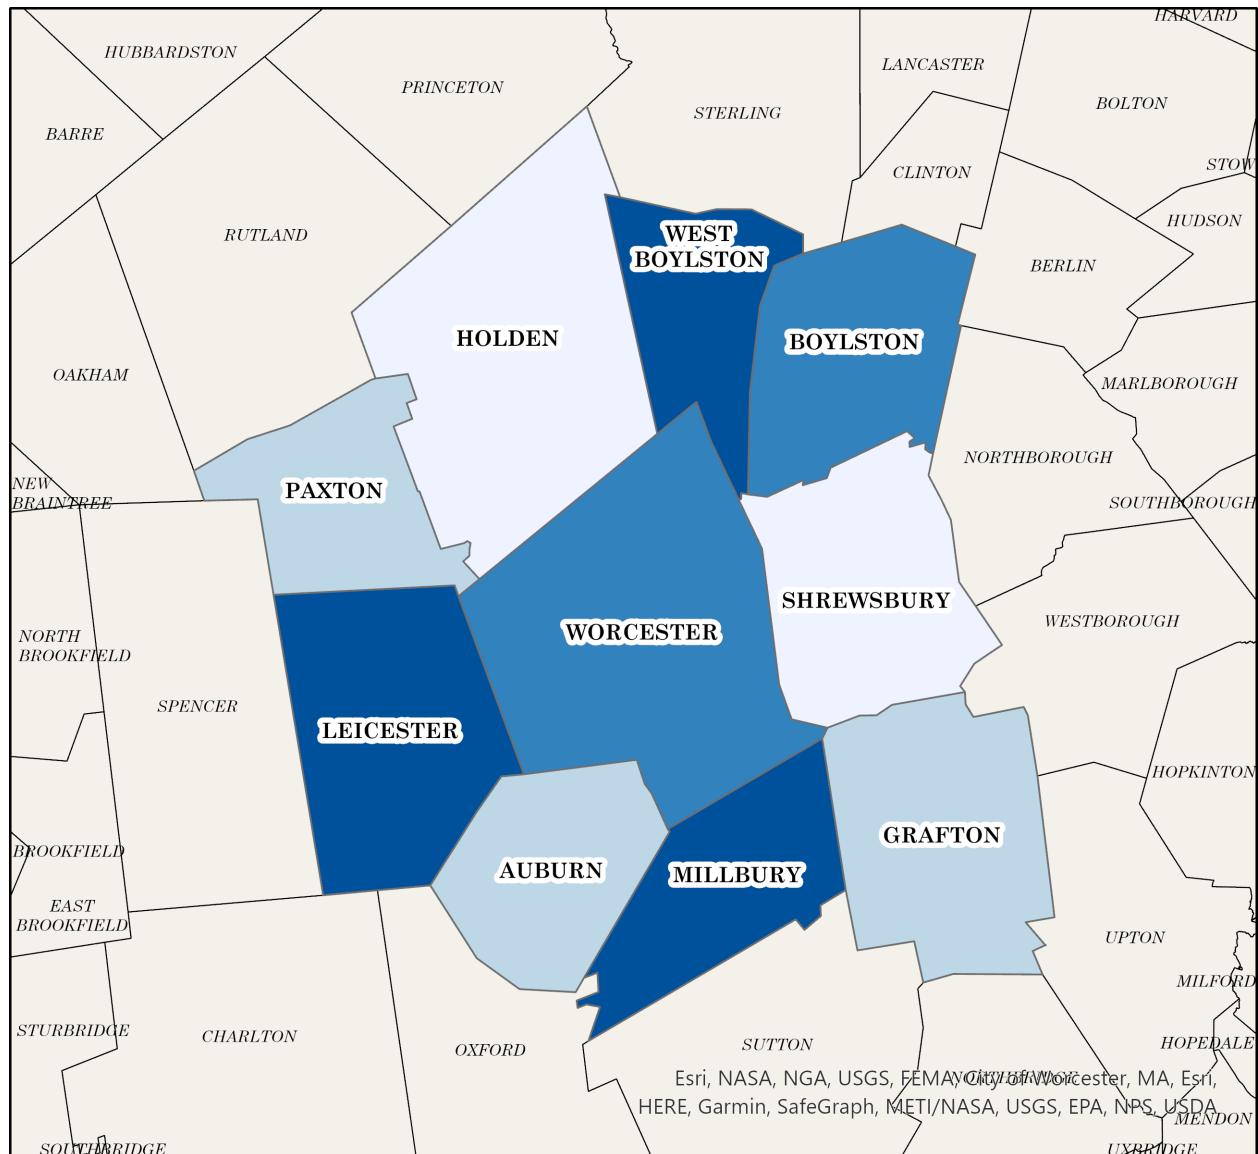 HARVARD
HUBBARDSTON
LANCASTER
PRINCETON
BOLTON
STERLING
BARRE
STOW
CLINTON
HUDSON
RUTLAND
WEST
BOYLSTON
BERLIN
HOLDEN
BOYLSTON
OAKHAM
MARLBOROUGH
NORTHBOROUGH
NEW
BRAINTREE
PAXTON
SOUTHBOROUGH
SHREWSBURY
WESTBOROUGH
WORCESTER
NORTH
BROOKFIELD
SPENCER
LEICESTER
HOPKINTON
GRAFTON
BROOKFIELD
AUBURN
MILLBURY
EAST
BROOKFIELD
UPTON
MILFORD
STURBRIDGE
CHARLTON
OXFORD
SUTTON
HOPEDALE
NORTHBRIDGE
Esri, NASA, NGA, USGS, FEMA, City of Worcester, MA, Esri,
HERE, Garmin, SafeGraph, METI/NASA, USGS, EPA, NPS, USDA
MENDON
SOUTHBRIDGE
UXBRIDGE